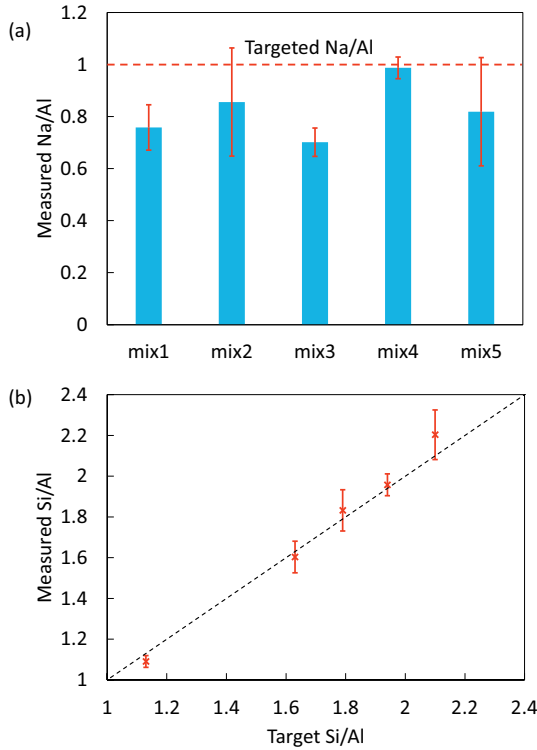 (a)
Targeted Na/Al
Measured Na/Al
1.2
1
0.8
0.6
0.4
0.2
0
mix1 mix2 mix3 mix4 mix5
(b)
Measured Si/Al
2.4
2.2
2
1.8
1.6
1.4
1.2
1
1 1.2 1.4 1.6 1.8 2 2.2 2.4
Target Si/Al